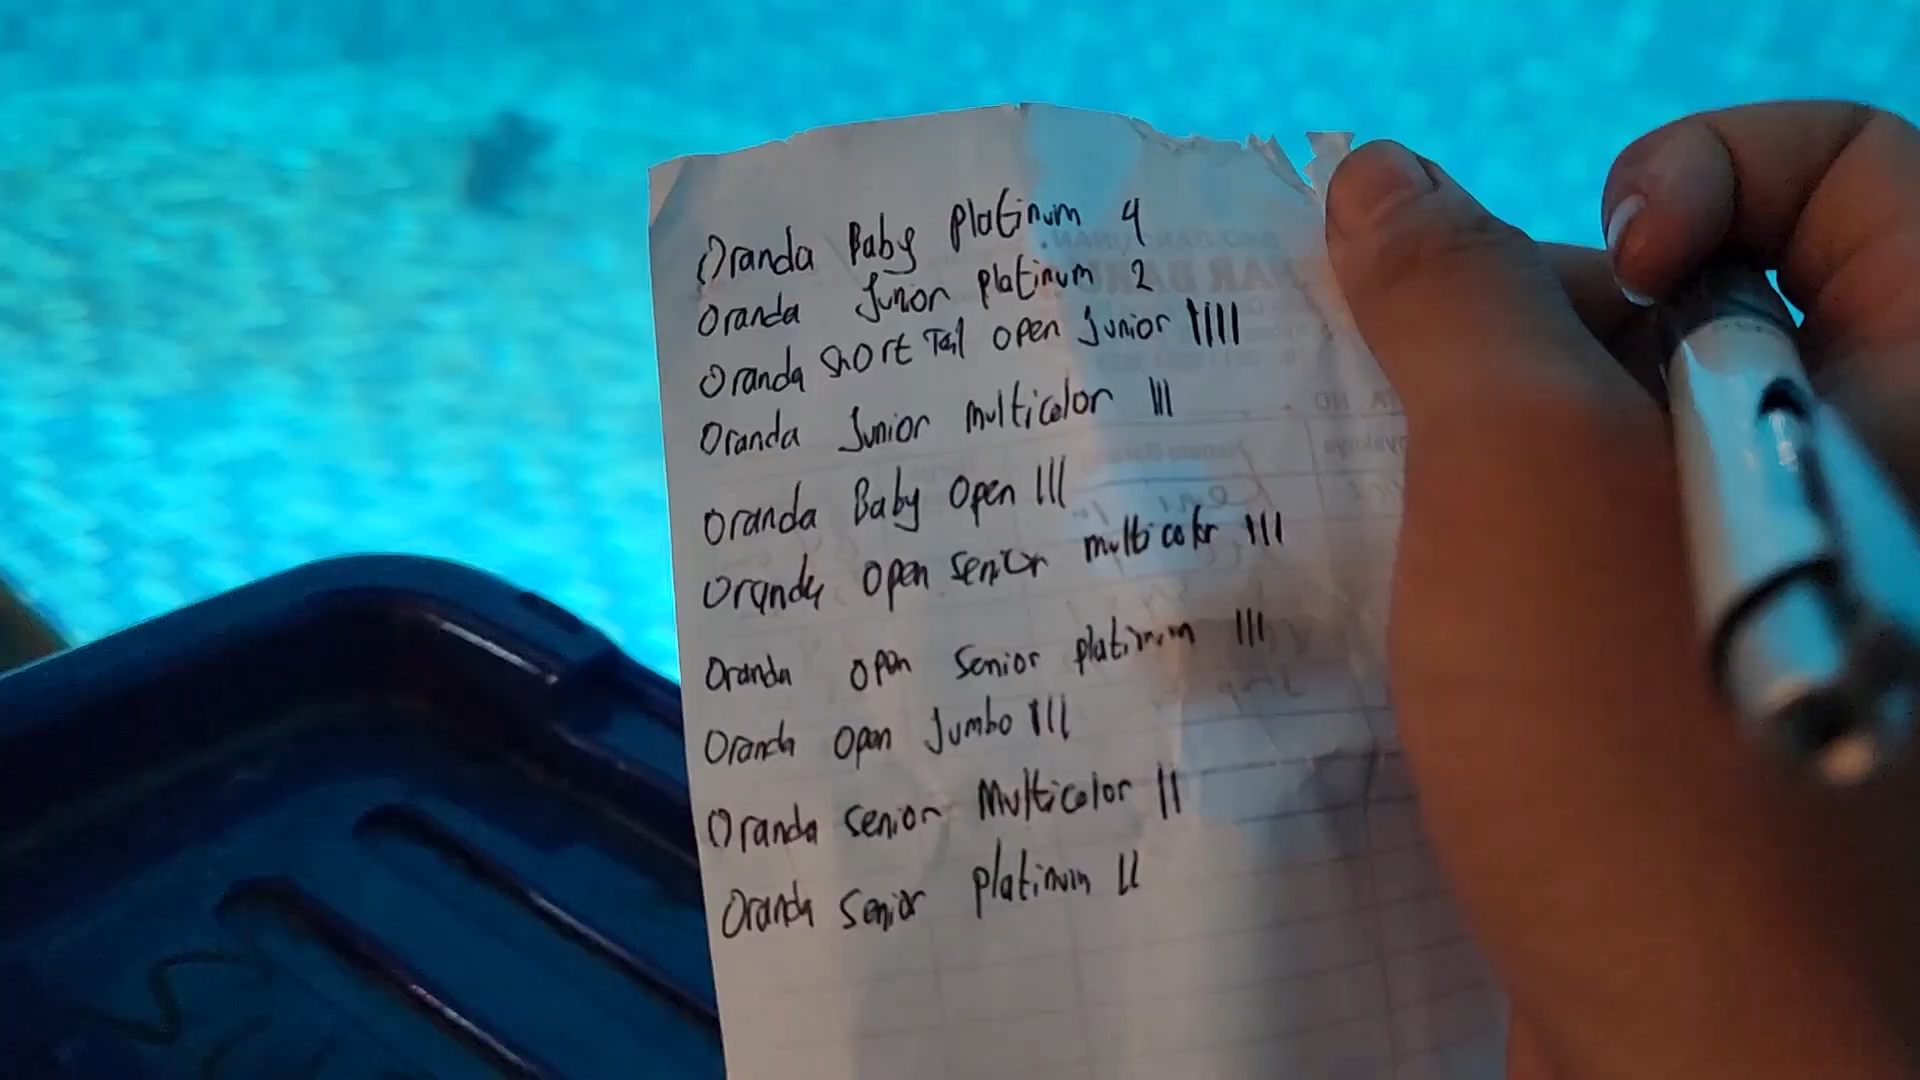 Oranda Baby Platinum 4
Oranda Junior platinum 2
Oranda Short Tail open Junior IIII
Oranda Junior multicolor III
Oranda Baby Open III
Oranda open senior multicolor III
Oranda open Senior platinum III
Oranda open Jumbo III
Oranda senior Multicolor II
Oranda senior platinum II